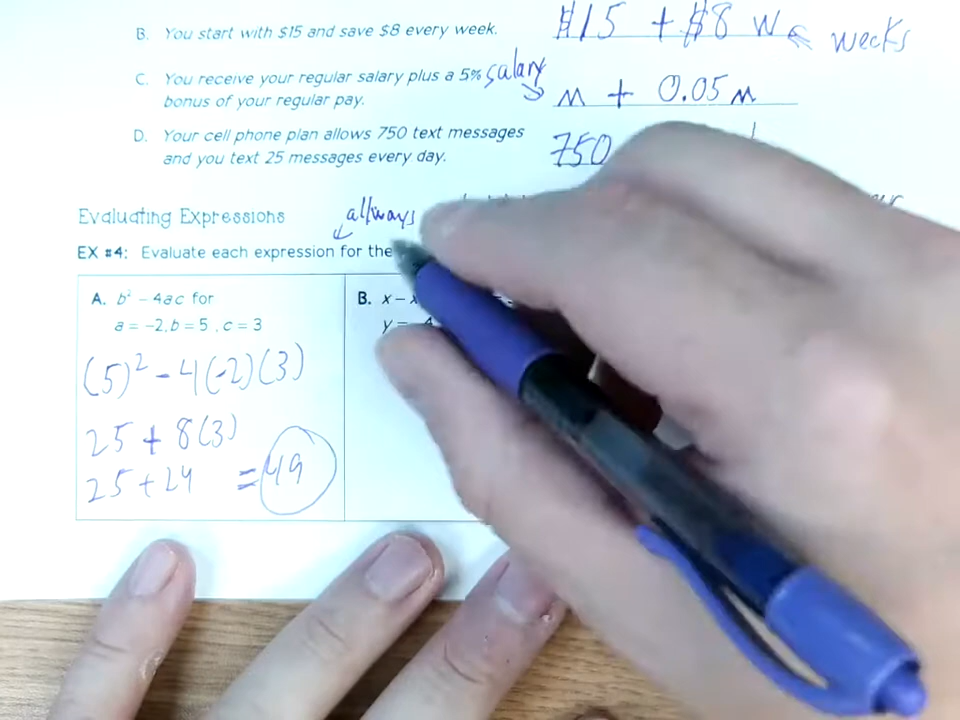 B. You start with $15 and save $8 every week. $15 + $8 W ← weeks
C. You receive your regular salary plus a 5% salary
bonus of your regular pay. m + 0.05 m
D. Your cell phone plan allows 750 text messages 750
and you text 25 messages every day.
Evaluating Expressions allways
EX #4: Evaluate each expression for the
A. b² - 4ac for
a = -2, b = 5, c = 3
(5)² - 4(-2)(3)
25 + 8(3)
25 + 24 = 49
B. x -
y =